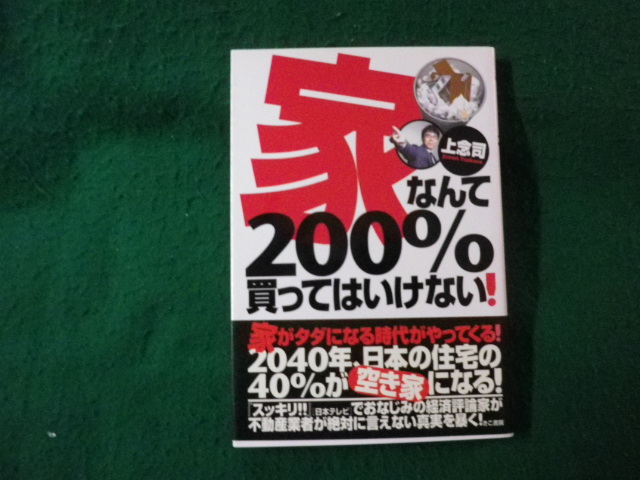 上念司
家
なんて
200%
買ってはいけない!
家がタダになる時代がやってくる!
2040年、日本の住宅の
40%が空き家になる!
「スッキリ!!」日本テレビでおなじみの経済評論家が
不動産業者が絶対に言えない真実を暴く!きこ書房